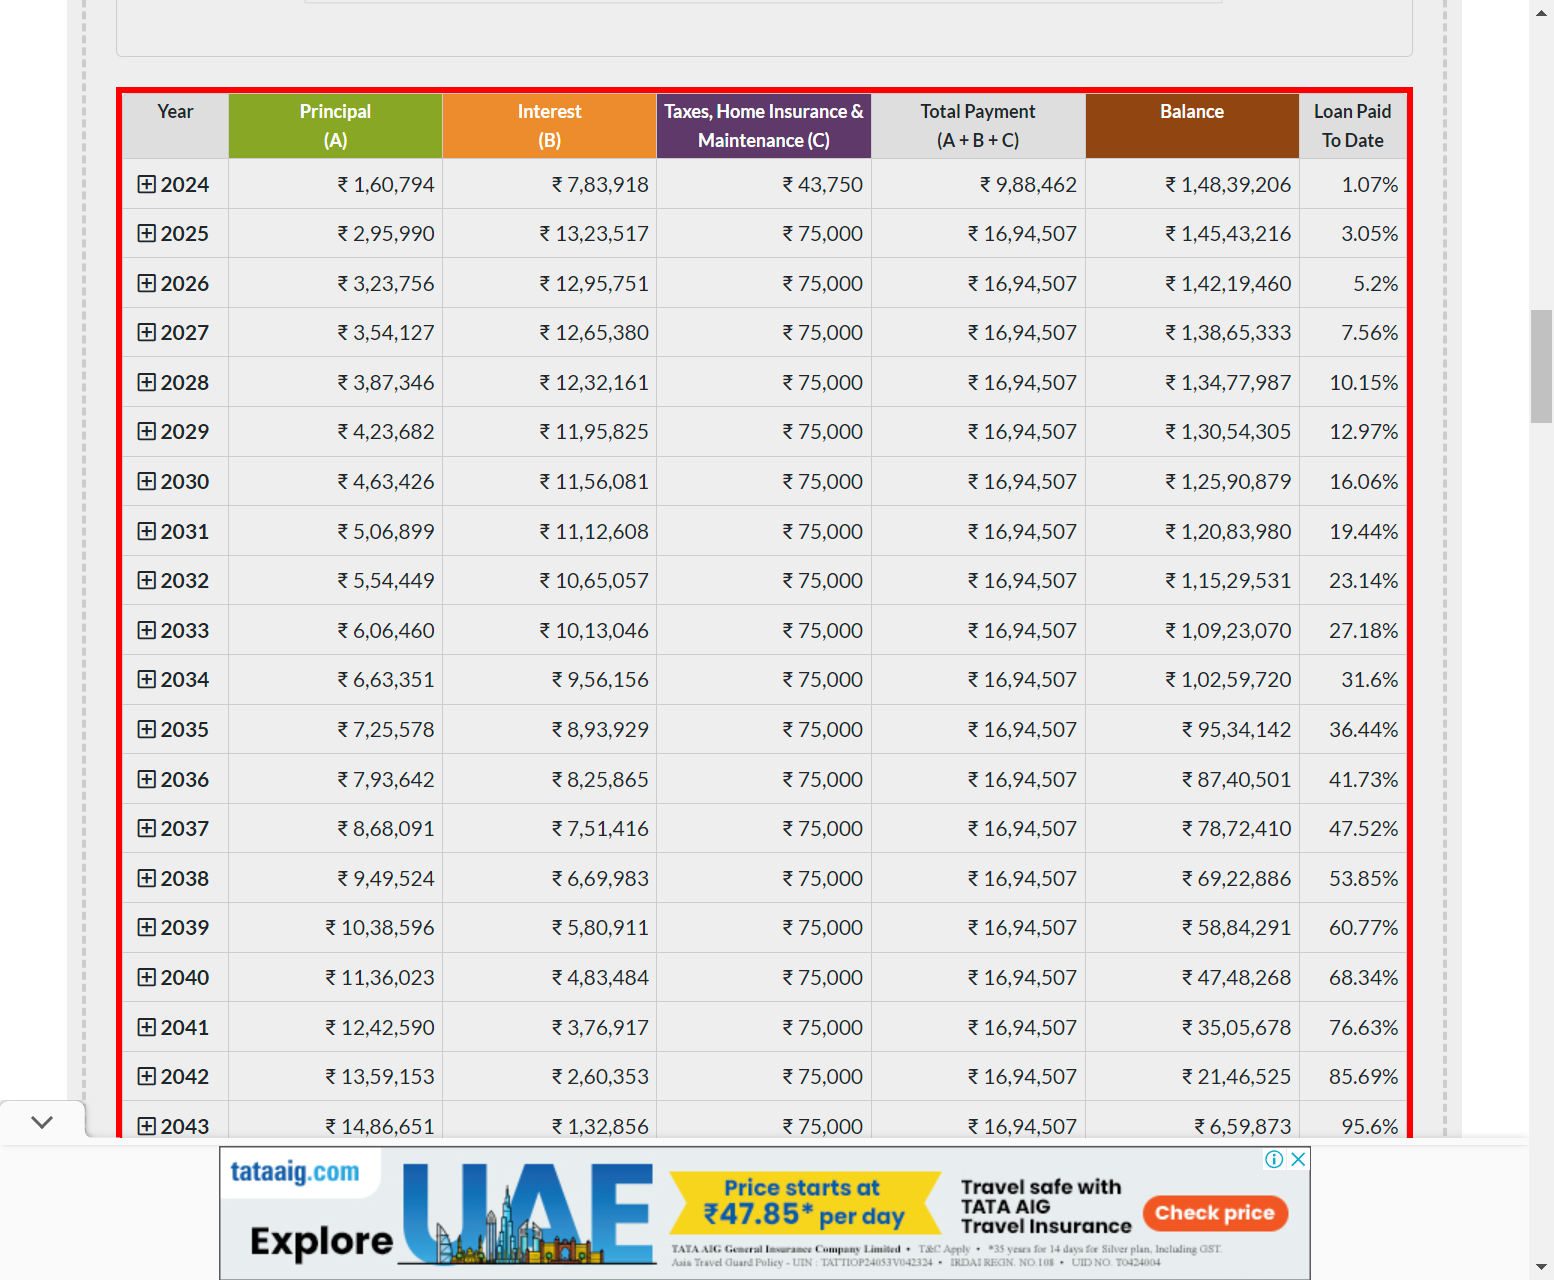 Year Principal (A) Interest (B) Taxes, Home Insurance & Maintenance (C) Total Payment (A + B + C) Balance Loan Paid To Date
2024 ₹ 1,60,794 ₹ 7,83,918 ₹ 43,750 ₹ 9,88,462 ₹ 1,48,39,206 1.07%
2025 ₹ 2,95,990 ₹ 13,23,517 ₹ 75,000 ₹ 16,94,507 ₹ 1,45,43,216 3.05%
2026 ₹ 3,23,756 ₹ 12,95,751 ₹ 75,000 ₹ 16,94,507 ₹ 1,42,19,460 5.2%
2027 ₹ 3,54,127 ₹ 12,65,380 ₹ 75,000 ₹ 16,94,507 ₹ 1,38,65,333 7.56%
2028 ₹ 3,87,346 ₹ 12,32,161 ₹ 75,000 ₹ 16,94,507 ₹ 1,34,77,987 10.15%
2029 ₹ 4,23,682 ₹ 11,95,825 ₹ 75,000 ₹ 16,94,507 ₹ 1,30,54,305 12.97%
2030 ₹ 4,63,426 ₹ 11,56,081 ₹ 75,000 ₹ 16,94,507 ₹ 1,25,90,879 16.06%
2031 ₹ 5,06,899 ₹ 11,12,608 ₹ 75,000 ₹ 16,94,507 ₹ 1,20,83,980 19.44%
2032 ₹ 5,54,449 ₹ 10,65,057 ₹ 75,000 ₹ 16,94,507 ₹ 1,15,29,531 23.14%
2033 ₹ 6,06,460 ₹ 10,13,046 ₹ 75,000 ₹ 16,94,507 ₹ 1,09,23,070 27.18%
2034 ₹ 6,63,351 ₹ 9,56,156 ₹ 75,000 ₹ 16,94,507 ₹ 1,02,59,720 31.6%
2035 ₹ 7,25,578 ₹ 8,93,929 ₹ 75,000 ₹ 16,94,507 ₹ 95,34,142 36.44%
2036 ₹ 7,93,642 ₹ 8,25,865 ₹ 75,000 ₹ 16,94,507 ₹ 87,40,501 41.73%
2037 ₹ 8,68,091 ₹ 7,51,416 ₹ 75,000 ₹ 16,94,507 ₹ 78,72,410 47.52%
2038 ₹ 9,49,524 ₹ 6,69,983 ₹ 75,000 ₹ 16,94,507 ₹ 69,22,886 53.85%
2039 ₹ 10,38,596 ₹ 5,80,911 ₹ 75,000 ₹ 16,94,507 ₹ 58,84,291 60.77%
2040 ₹ 11,36,023 ₹ 4,83,484 ₹ 75,000 ₹ 16,94,507 ₹ 47,48,268 68.34%
2041 ₹ 12,42,590 ₹ 3,76,917 ₹ 75,000 ₹ 16,94,507 ₹ 35,05,678 76.63%
2042 ₹ 13,59,153 ₹ 2,60,353 ₹ 75,000 ₹ 16,94,507 ₹ 21,46,525 85.69%
2043 ₹ 14,86,651 ₹ 1,32,856 ₹ 75,000 ₹ 16,94,507 ₹ 6,59,873 95.6%
tataaig.com
Explore
UAE
Price starts at
₹47.85* per day
Travel safe with
TATA AIG
Travel Insurance
Check price
TATA AIG General Insurance Company Limited • T&C Apply • *35 years for 14 days for Silver plan, Including GST.
Asia Travel Guard Policy - UIN : TATTIOP24053V042324 • IRDAI REGN. NO.108 • UID NO. T0424004